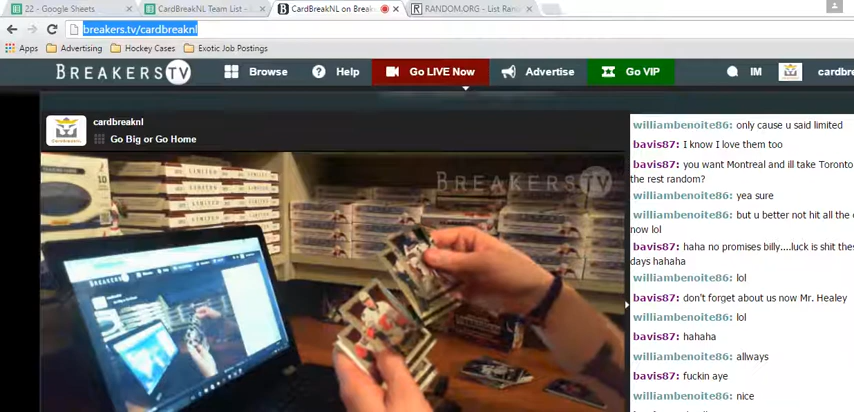 22 - Google Sheets
CardBreakNL Team List -
CardBreakNL on Break
RANDOM.ORG - List Ran
breakers.tv/cardbreaknl
Apps
Advertising
Hockey Cases
Exotic Job Postings
BREAKERSTV
Browse
Help
Go LIVE Now
Advertise
Go VIP
IM
cardbre
cardbreaknl
Go Big or Go Home
BREAKERSTV
williambenoite86: only cause u said limited
bavis87: I know I love them too
bavis87: you want Montreal and ill take Toronto
the rest random?
williambenoite86: yea sure
williambenoite86: but u better not hit all the
now lol
bavis87: haha no promises billy....luck is shit the
days hahaha
williambenoite86: lol
bavis87: don't forget about us now Mr. Healey
williambenoite86: lol
bavis87: hahaha
williambenoite86: allways
bavis87: fuckin aye
williambenoite86: nice